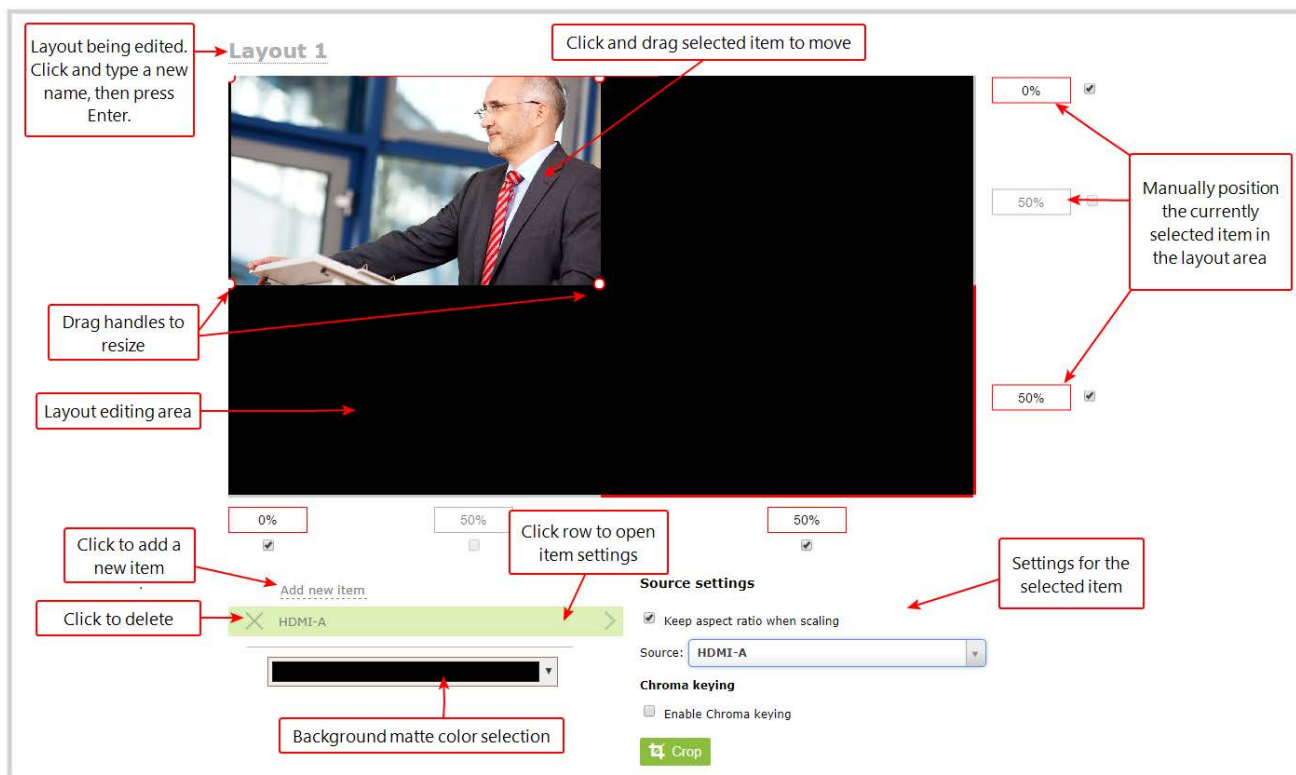 Layout being edited.
Click and type a new
name, then press
Enter.
Layout 1
Click and drag selected item to move
0%
Manually position
the currently
selected item in
the layout area
50%
Drag handles to
resize
Layout editing area
50%
0%
50%
50%
Click to add a
new item
Click row to open
item settings
Settings for the
selected item
Add new item
Source settings
Click to delete
HDMI-A
Keep aspect ratio when scaling
Source: HDMI-A
Chroma keying
Enable Chroma keying
Background matte color selection
Crop